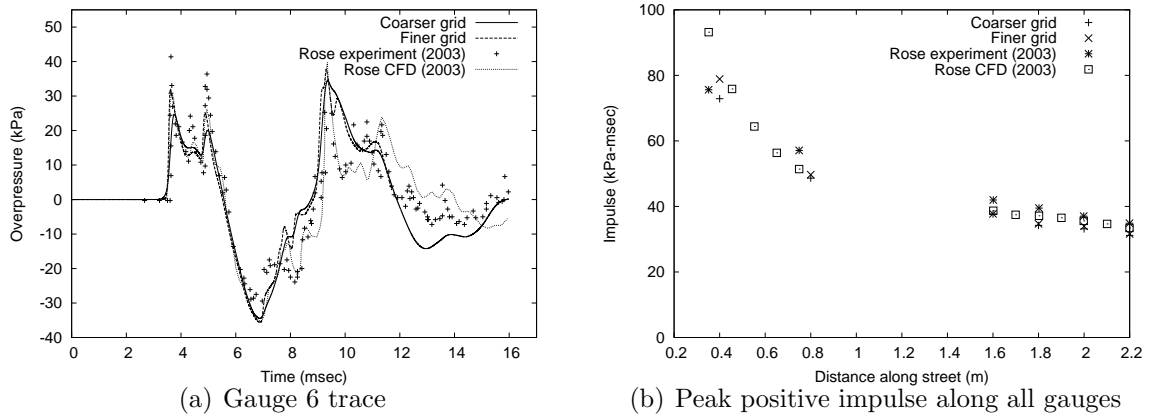 55
50
40
30
20
10
0
-10
-20
-30
-40
0 2 4 6 8 10 12 14 16
Overpressure (kPa)
Time (msec)
Coarser grid
Finer grid
Rose experiment (2003)
Rose CFD (2003)
(a) Gauge 6 trace
100
80
60
40
20
0
0.2 0.4 0.6 0.8 1 1.2 1.4 1.6 1.8 2 2.2
Impulse (kPa-msec)
Distance along street (m)
Coarser grid
Finer grid
Rose experiment (2003)
Rose CFD (2003)
(b) Peak positive impulse along all gauges